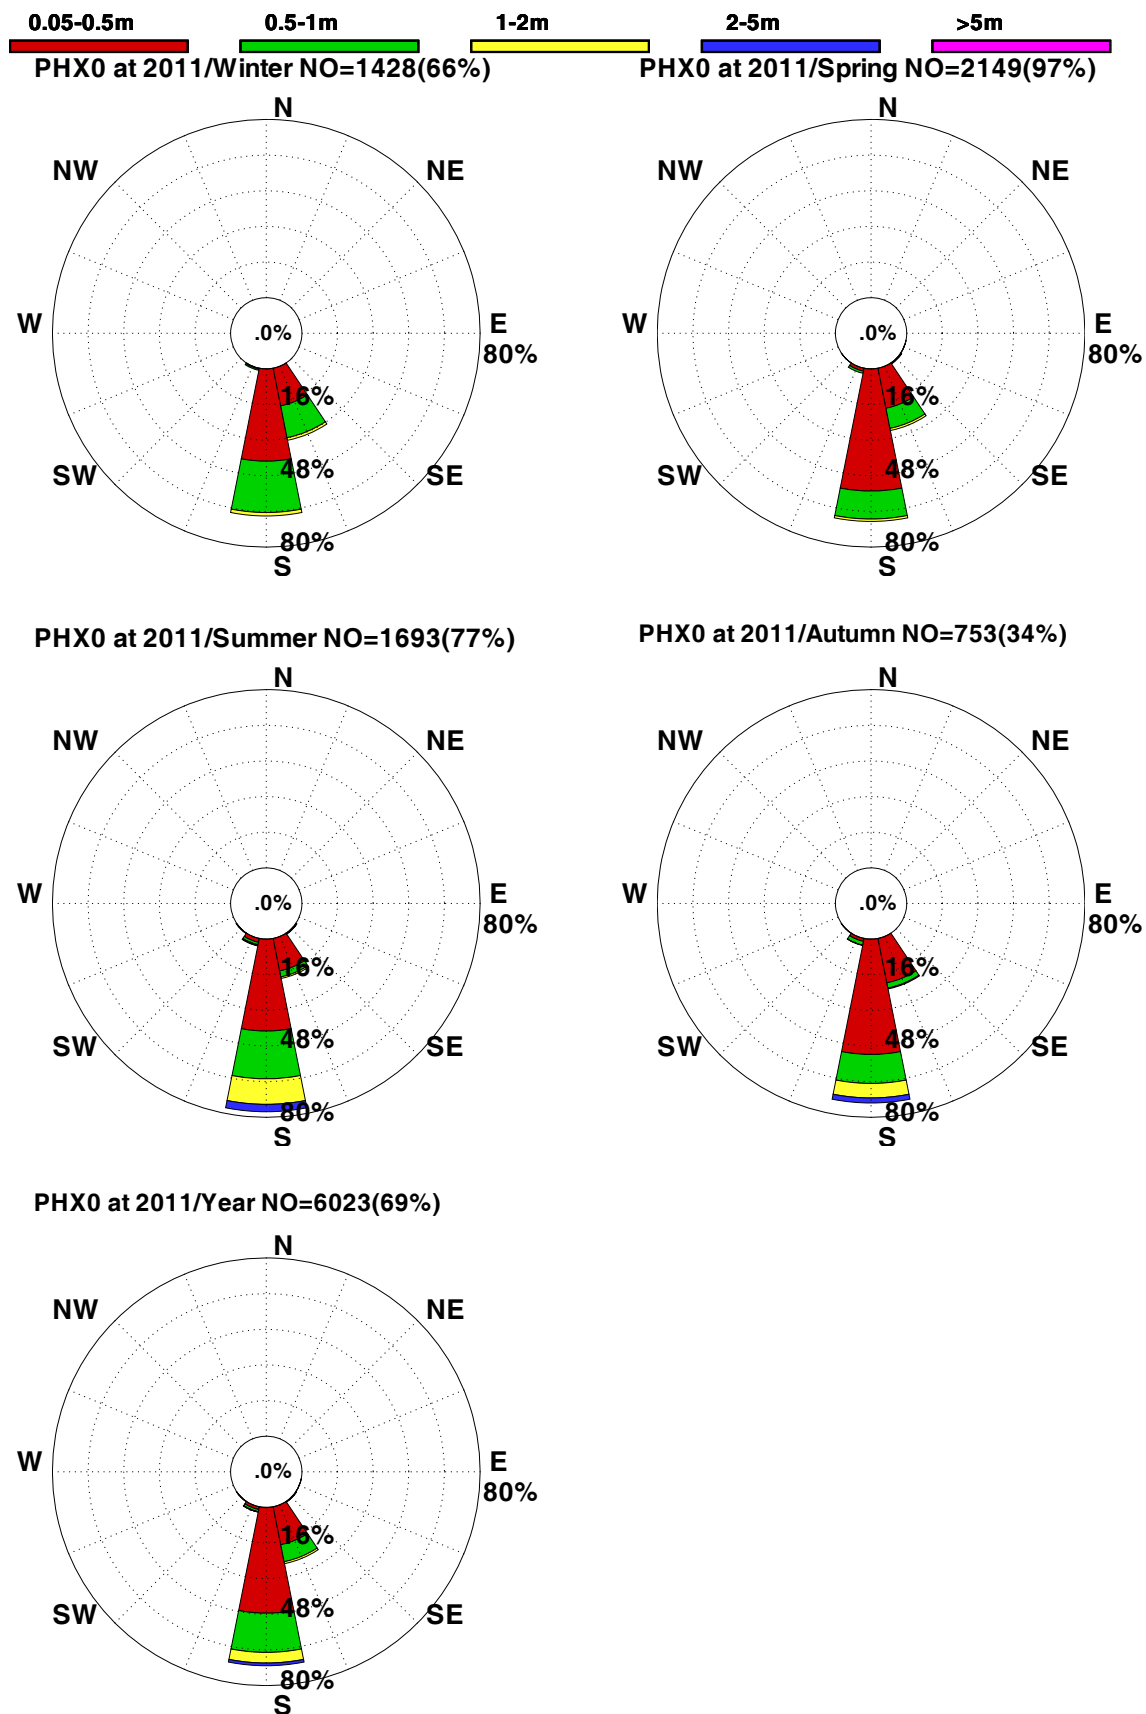 0.05-0.5m 0.5-1m 1-2m 2-5m >5m
PHX0 at 2011/Winter NO=1428(66%)
N
NW NE
W .0% E
80%
16%
48%
SW SE
80%
S
PHX0 at 2011/Spring NO=2149(97%)
N
NW NE
W .0% E
80%
16%
48%
SW SE
80%
S
PHX0 at 2011/Summer NO=1693(77%)
N
NW NE
W .0% E
80%
16%
48%
SW SE
80%
S
PHX0 at 2011/Autumn NO=753(34%)
N
NW NE
W .0% E
80%
16%
48%
SW SE
80%
S
PHX0 at 2011/Year NO=6023(69%)
N
NW NE
W .0% E
80%
16%
48%
SW SE
80%
S